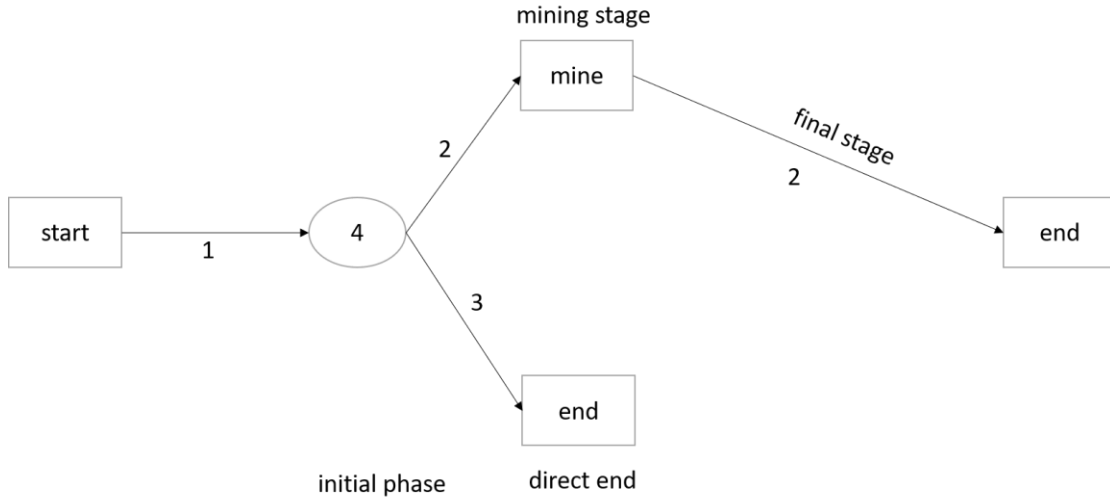 mining stage
mine
final stage
2
2
start
1
4
end
3
end
initial phase
direct end